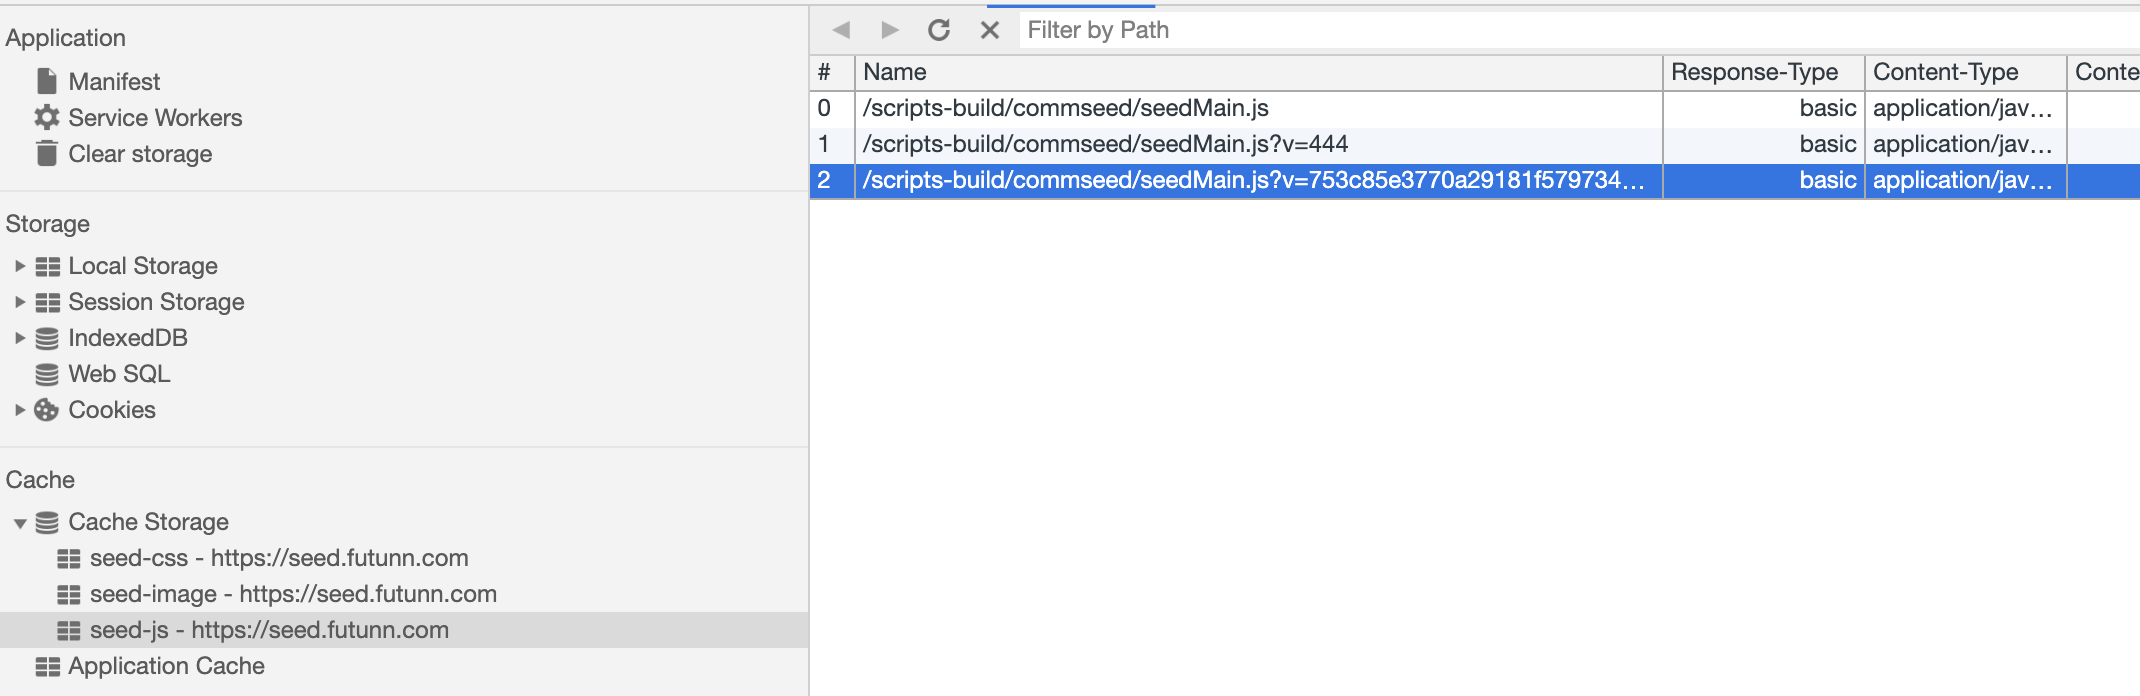 Application
Manifest
Service Workers
Clear storage
Storage
Local Storage
Session Storage
IndexedDB
Web SQL
Cookies
Cache
Cache Storage
seed-css - https://seed.futunn.com
seed-image - https://seed.futunn.com
seed-js - https://seed.futunn.com
Application Cache
Filter by Path
# Name Response-Type Content-Type Conte
0 /scripts-build/commseed/seedMain.js basic application/jav…
1 /scripts-build/commseed/seedMain.js?v=444 basic application/jav…
2 /scripts-build/commseed/seedMain.js?v=753c85e3770a29181f579734… basic application/jav…